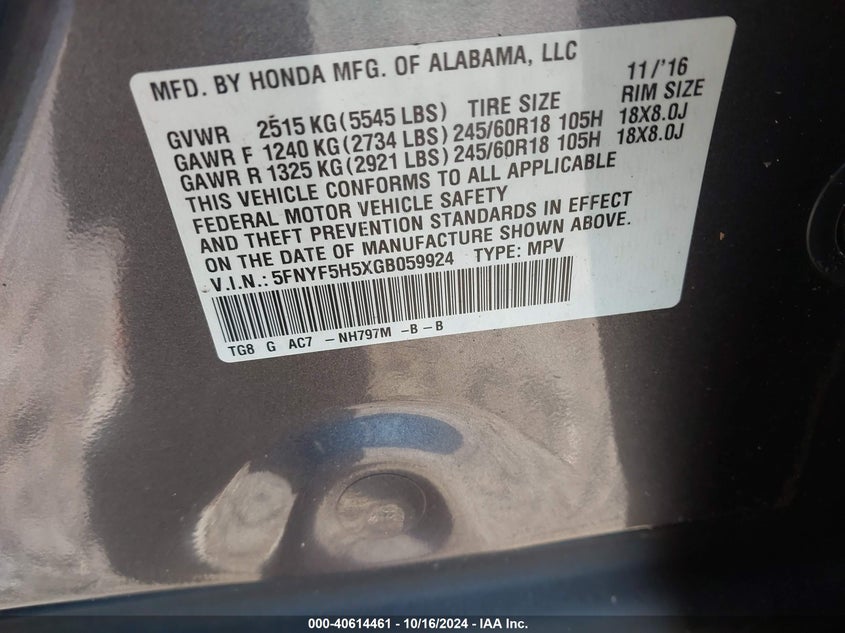 MFD. BY HONDA MFG. OF ALABAMA, LLC 11/'16
GVWR 2515 KG (5545 LBS) TIRE SIZE RIM SIZE
GAWR F 1240 KG (2734 LBS) 245/60R18 105H 18X8.0J
GAWR R 1325 KG (2921 LBS) 245/60R18 105H 18X8.0J
THIS VEHICLE CONFORMS TO ALL APPLICABLE
FEDERAL MOTOR VEHICLE SAFETY
AND THEFT PREVENTION STANDARDS IN EFFECT
ON THE DATE OF MANUFACTURE SHOWN ABOVE.
V.I.N.: 5FNYF5H5XGB059924 TYPE: MPV
TG8 G AC7 -NH797M -B-B
000-40614461 - 10/16/2024 - IAA Inc.